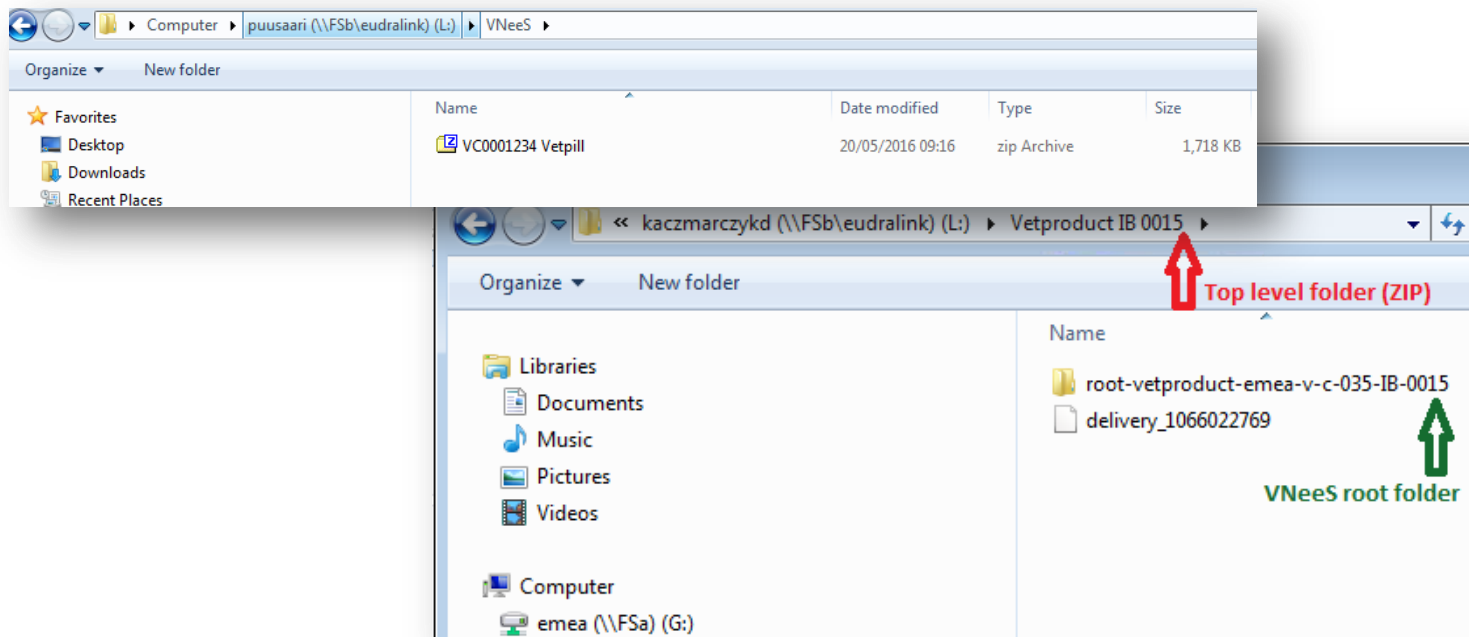 Computer puusaari (\\FSb\eudralink) (L:) VNeeS
Organize New folder
Favorites
Desktop
Downloads
Recent Places
Name Date modified Type Size
VC0001234 Vetpill 20/05/2016 09:16 zip Archive 1,718 KB
« kaczmarczykd (\\FSb\eudralink) (L:) Vetproduct IB 0015
Organize New folder
Top level folder (ZIP)
Libraries
Documents
Music
Pictures
Videos
Computer
emea (\\FSa) (G:)
Name
root-vetproduct-emea-v-c-035-IB-0015
delivery_1066022769
VNeeS root folder